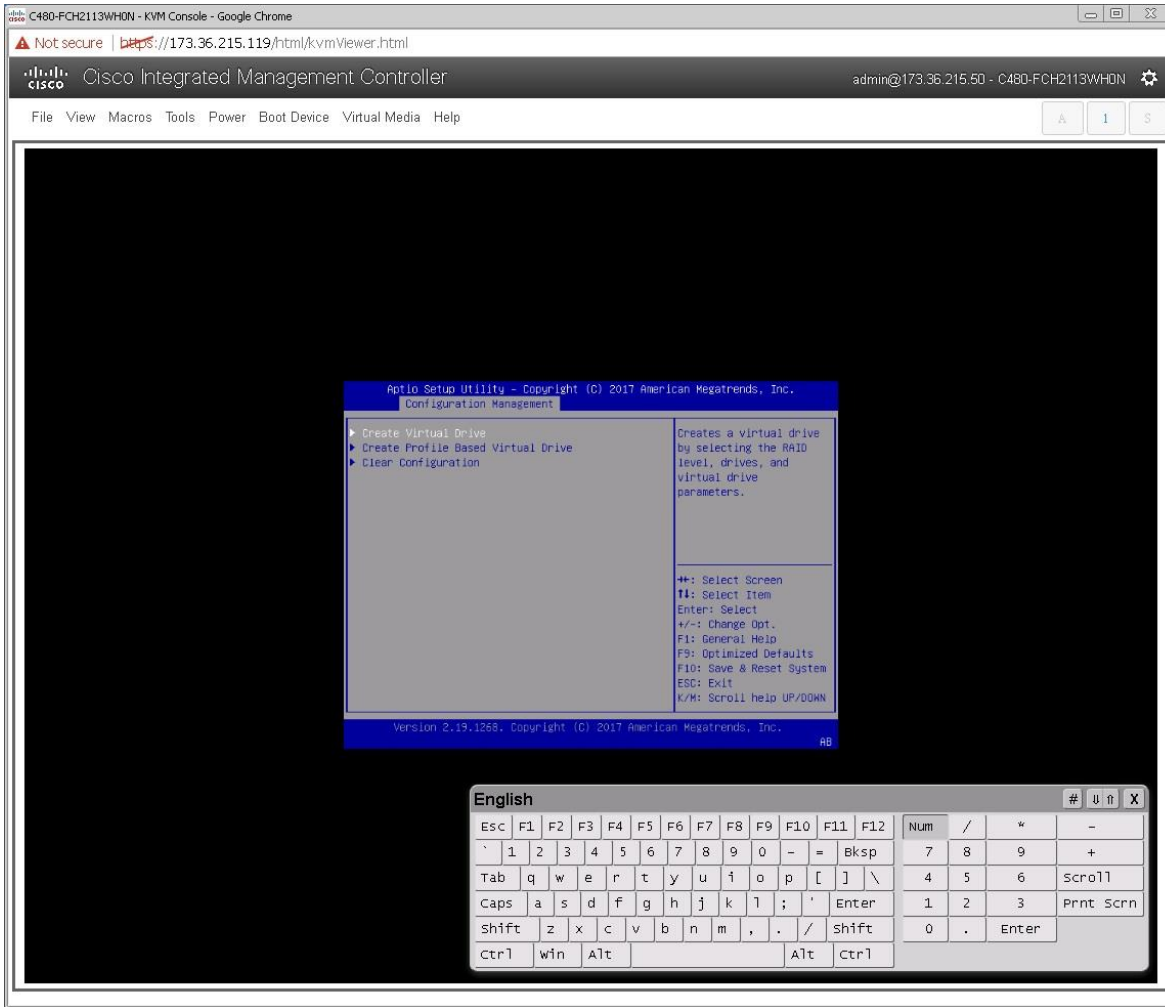 C480-FCH2113WH0N - KVM Console - Google Chrome
Not secure | https://173.36.215.119/html/kvmViewer.html
cisco Cisco Integrated Management Controller admin@173.36.215.50 - C480-FCH2113WH0N
File View Macros Tools Power Boot Device Virtual Media Help A 1 S
Aptio Setup Utility - Copyright (C) 2017 American Megatrends, Inc.
Configuration Management
Create Virtual Drive
Create Profile Based Virtual Drive
Clear Configuration
Creates a virtual drive
by selecting the RAID
level, drives, and
virtual drive
parameters.
: Select Screen
↑↓: Select Item
Enter: Select
+/-: Change Opt.
F1: General Help
F9: Optimized Defaults
F10: Save & Reset System
ESC: Exit
K/M: Scroll help UP/DOWN
Version 2.19.1268. Copyright (C) 2017 American Megatrends, Inc.
AB
English # ⇓ ⇑ X
Esc F1 F2 F3 F4 F5 F6 F7 F8 F9 F10 F11 F12 Num / * -
` 1 2 3 4 5 6 7 8 9 0 - = Bksp 7 8 9 +
Tab q w e r t y u i o p [ ] \ 4 5 6 Scroll
Caps a s d f g h j k l ; ' Enter 1 2 3 Prnt Scrn
Shift z x c v b n m , . / Shift 0 . Enter
Ctrl Win Alt Alt Ctrl